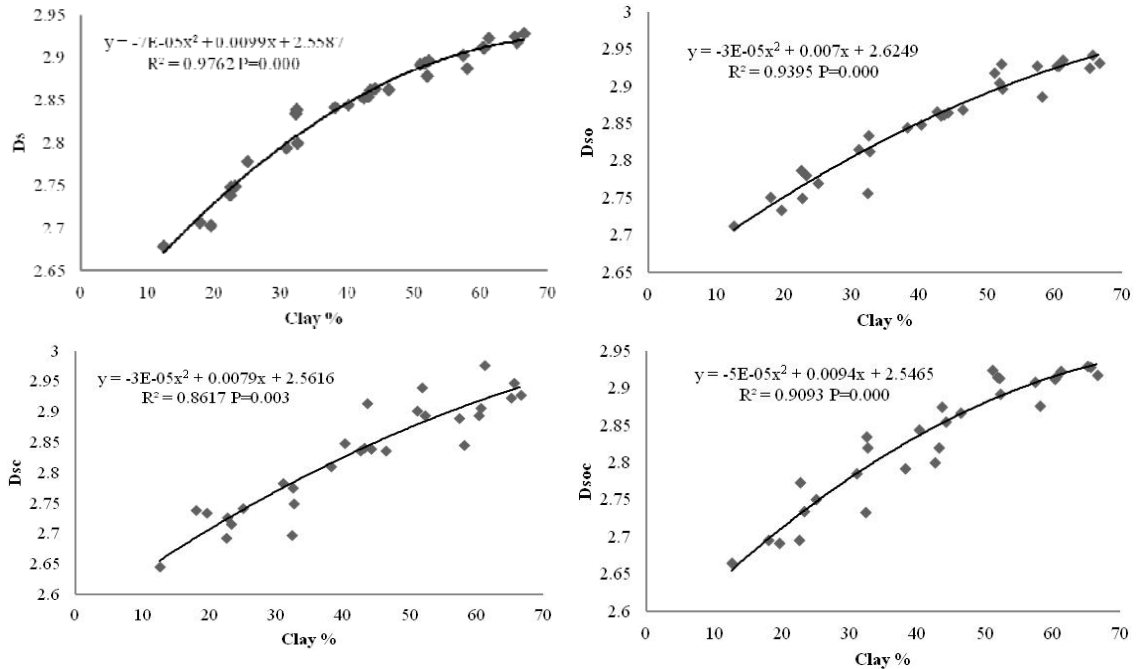 2.95
y = -7E-05x² + 0.0099x + 2.5587
R² = 0.9762 P=0.000
2.9
2.85
Ds
2.8
2.75
2.7
2.65
0 10 20 30 40 50 60 70
Clay %
3
y = -3E-05x² + 0.007x + 2.6249
R² = 0.9395 P=0.000
2.95
2.9
2.85
Dso
2.8
2.75
2.7
2.65
0 10 20 30 40 50 60 70
Clay %
3
y = -3E-05x² + 0.0079x + 2.5616
R² = 0.8617 P=0.003
2.95
2.9
2.85
Dsc
2.8
2.75
2.7
2.65
2.6
0 10 20 30 40 50 60 70
Clay %
2.95
y = -5E-05x² + 0.0094x + 2.5465
R² = 0.9093 P=0.000
2.9
2.85
2.8
Dsoc
2.75
2.7
2.65
2.6
0 10 20 30 40 50 60 70
Clay %